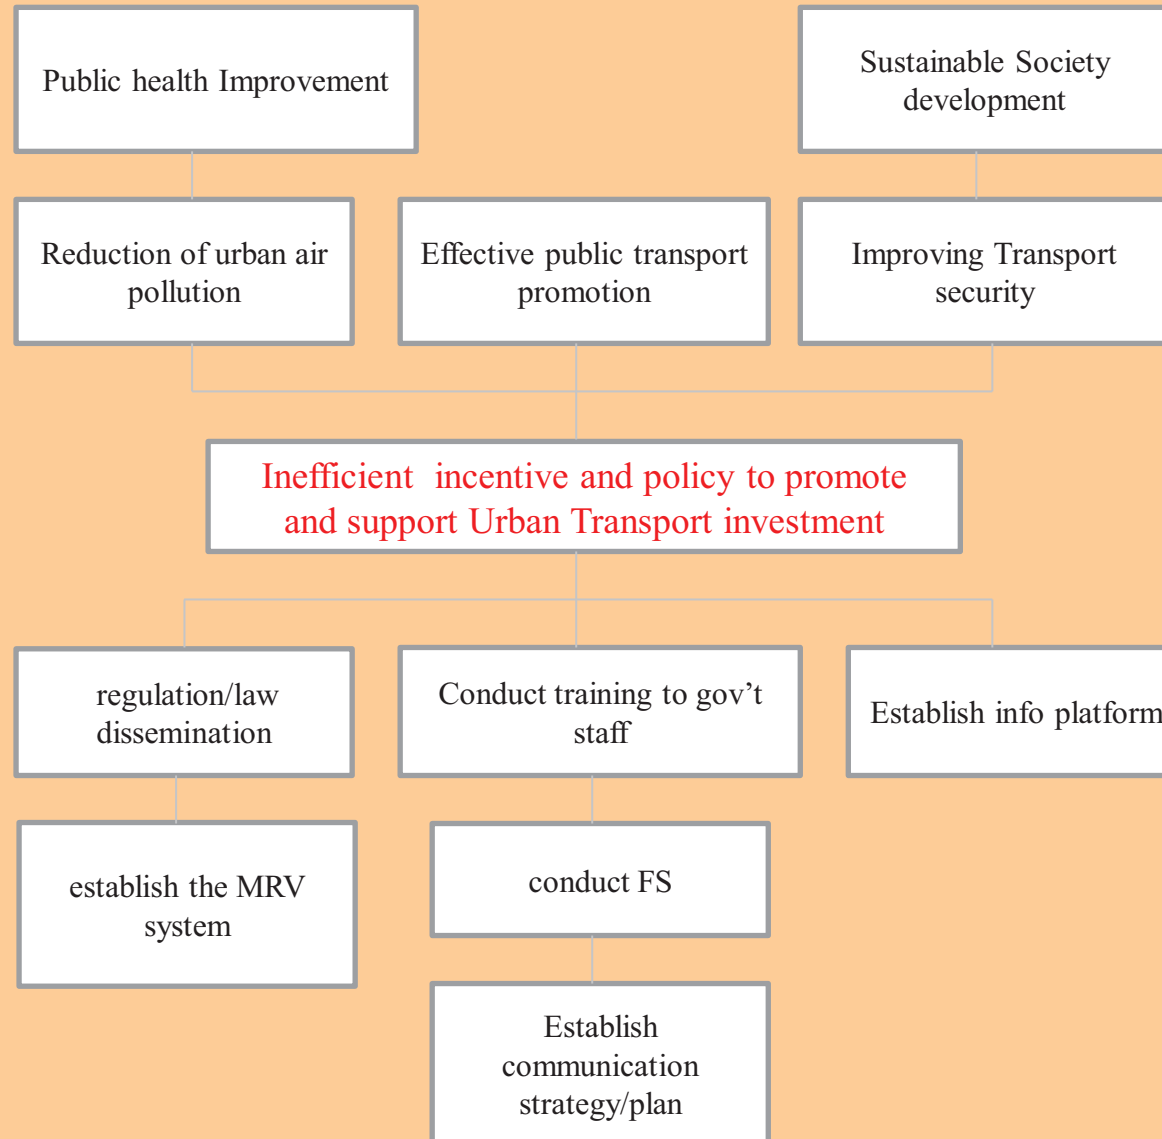 Public health Improvement
Sustainable Society
development
Reduction of urban air
pollution
Effective public transport
promotion
Improving Transport
security
Inefficient incentive and policy to promote
and support Urban Transport investment
regulation/law
dissemination
Conduct training to gov’t
staff
Establish info platform
establish the MRV
system
conduct FS
Establish
communication
strategy/plan